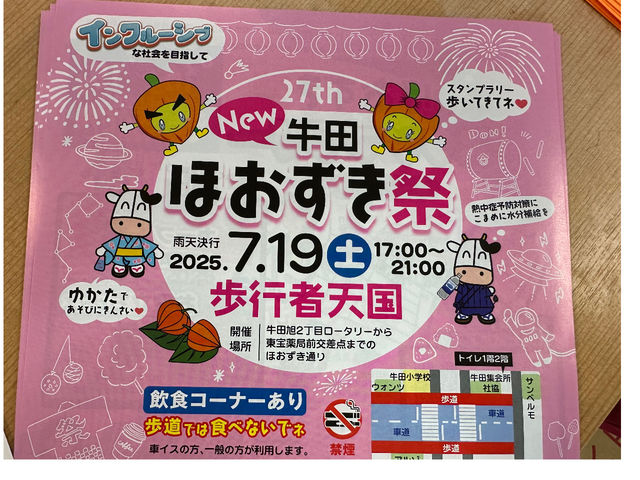 インクルーシブ
な社会を目指して
27th
New
牛田
ほおずき祭
スタンプラリー
歩いてきてネ♥
Dー!
熱中症予防対策に
こまめに水分補給を
雨天決行
2025.7.19土 17:00～
21:00
歩行者天国
ゆかたで
あそびにきんさい♥
開催
場所
牛田旭2丁目ロータリーから
東宝薬局前交差点までの
ほおずき通り
飲食コーナーあり
歩道では食べないでネ
車イスの方、一般の方が利用します。
禁煙
祭
トイレ1階2階
牛田小学校
ウォンツ
牛田集会所
社協
サンベルモ
歩道
車道
車道
歩道